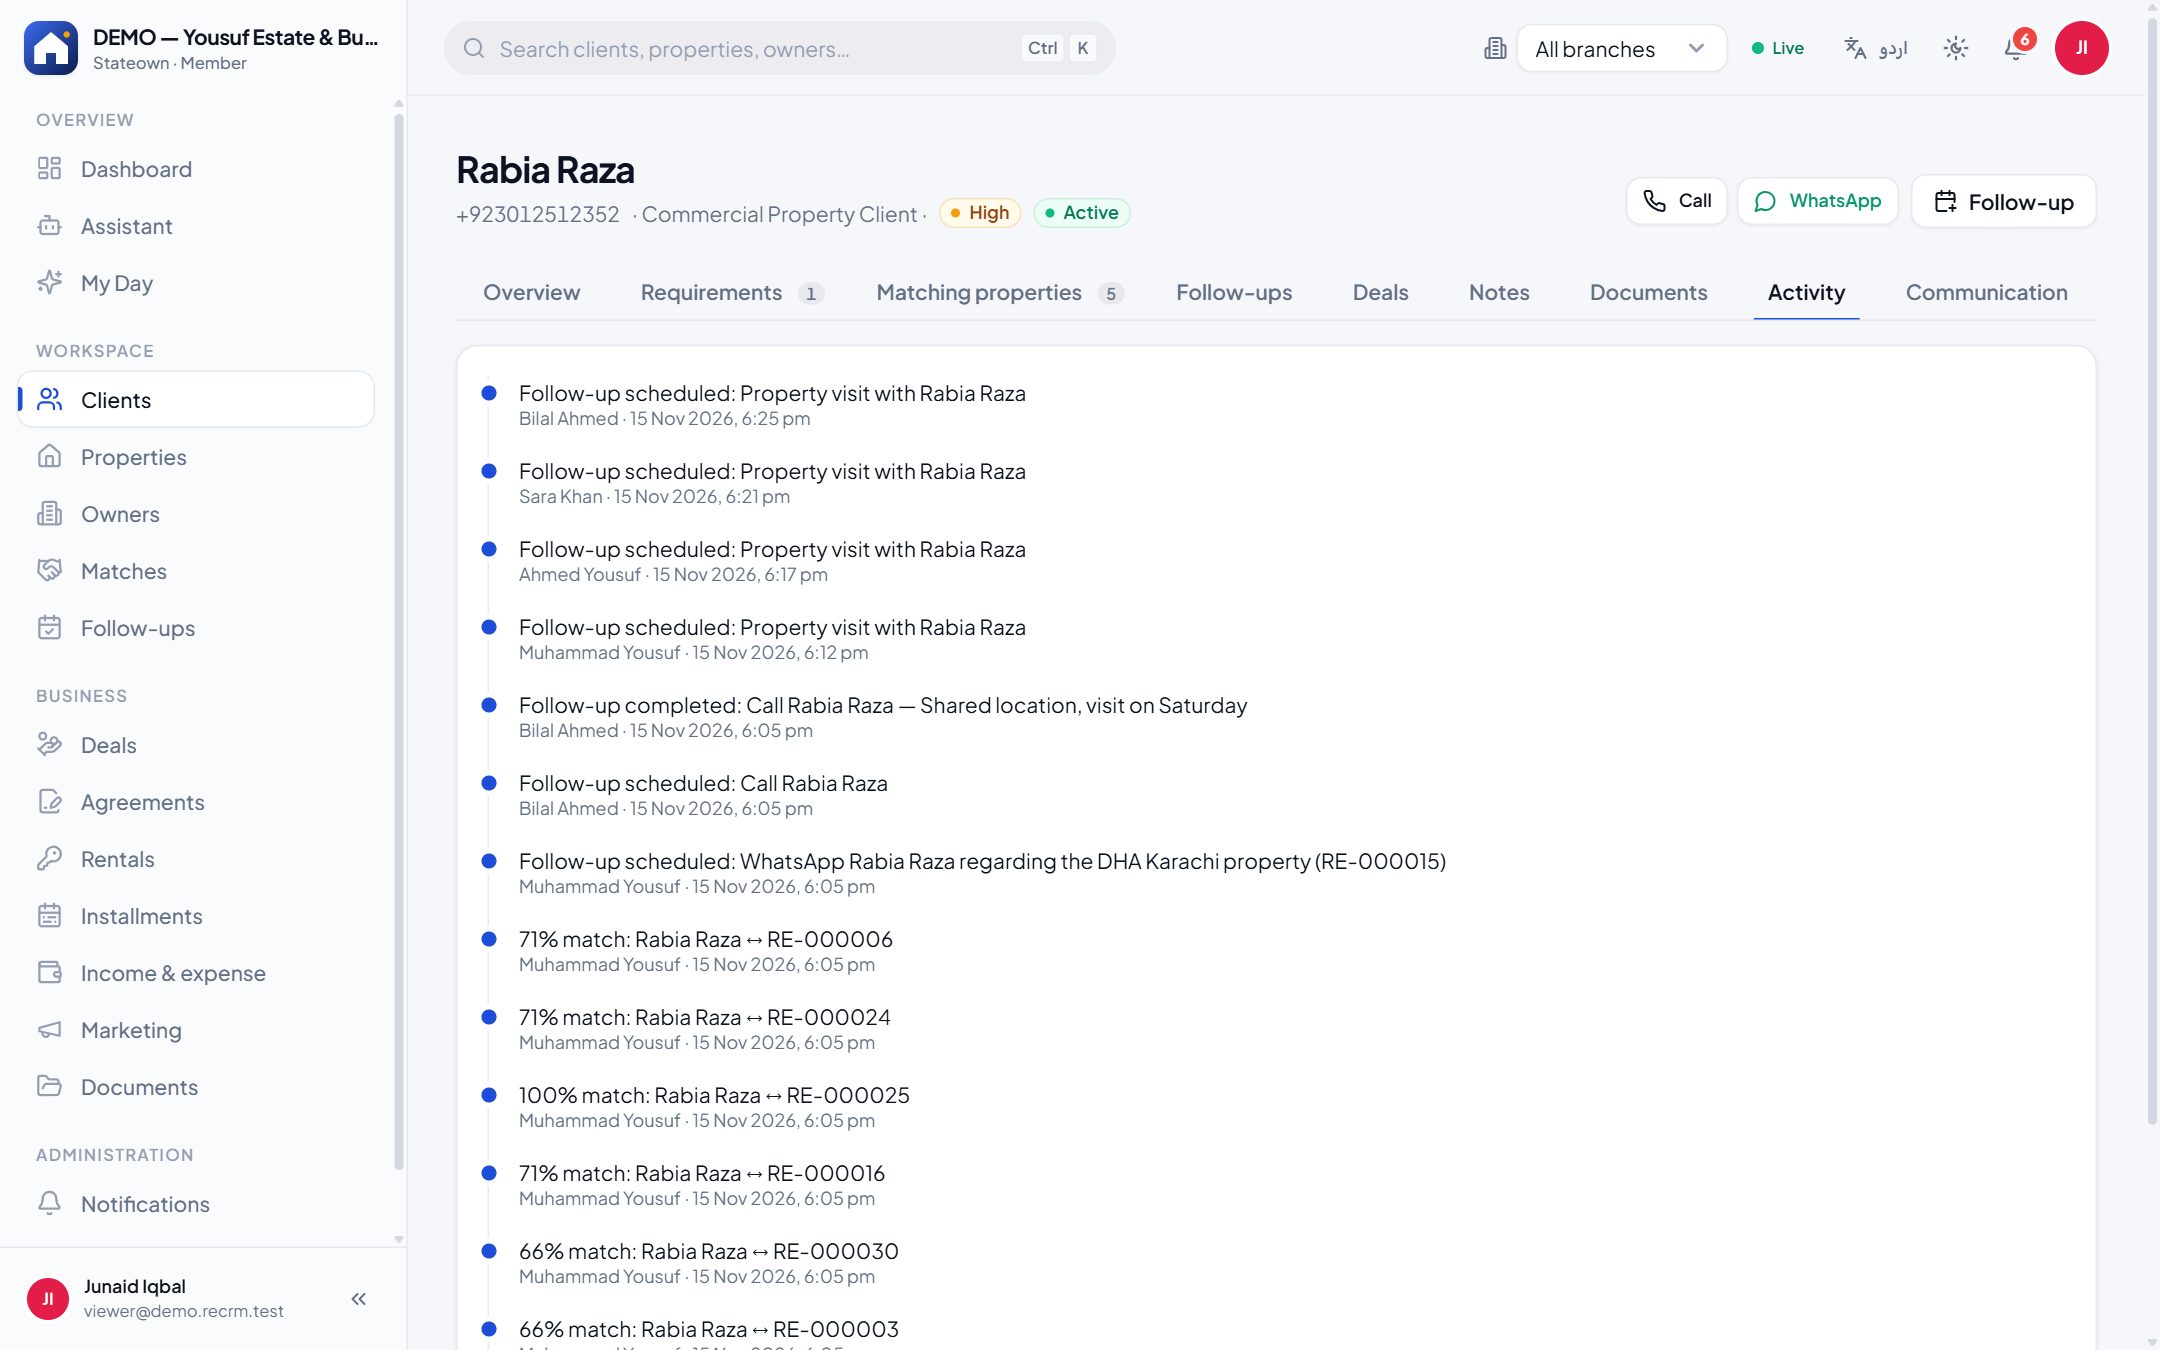 DEMO — Yousuf Estate & Bu...
Stateown · Member
OVERVIEW
Dashboard
Assistant
My Day
WORKSPACE
Clients
Properties
Owners
Matches
Follow-ups
BUSINESS
Deals
Agreements
Rentals
Installments
Income & expense
Marketing
Documents
ADMINISTRATION
Notifications
JI
Junaid Iqbal
viewer@demo.recrm.test
Search clients, properties, owners...
Ctrl K
All branches
Live
اردو
6
JI
Rabia Raza
+923012512352 · Commercial Property Client · High Active
Call
WhatsApp
Follow-up
Overview
Requirements 1
Matching properties 5
Follow-ups
Deals
Notes
Documents
Activity
Communication
Follow-up scheduled: Property visit with Rabia Raza
Bilal Ahmed · 15 Nov 2026, 6:25 pm
Follow-up scheduled: Property visit with Rabia Raza
Sara Khan · 15 Nov 2026, 6:21 pm
Follow-up scheduled: Property visit with Rabia Raza
Ahmed Yousuf · 15 Nov 2026, 6:17 pm
Follow-up scheduled: Property visit with Rabia Raza
Muhammad Yousuf · 15 Nov 2026, 6:12 pm
Follow-up completed: Call Rabia Raza — Shared location, visit on Saturday
Bilal Ahmed · 15 Nov 2026, 6:05 pm
Follow-up scheduled: Call Rabia Raza
Bilal Ahmed · 15 Nov 2026, 6:05 pm
Follow-up scheduled: WhatsApp Rabia Raza regarding the DHA Karachi property (RE-000015)
Muhammad Yousuf · 15 Nov 2026, 6:05 pm
71% match: Rabia Raza ↔ RE-000006
Muhammad Yousuf · 15 Nov 2026, 6:05 pm
71% match: Rabia Raza ↔ RE-000024
Muhammad Yousuf · 15 Nov 2026, 6:05 pm
100% match: Rabia Raza ↔ RE-000025
Muhammad Yousuf · 15 Nov 2026, 6:05 pm
71% match: Rabia Raza ↔ RE-000016
Muhammad Yousuf · 15 Nov 2026, 6:05 pm
66% match: Rabia Raza ↔ RE-000030
Muhammad Yousuf · 15 Nov 2026, 6:05 pm
66% match: Rabia Raza ↔ RE-000003